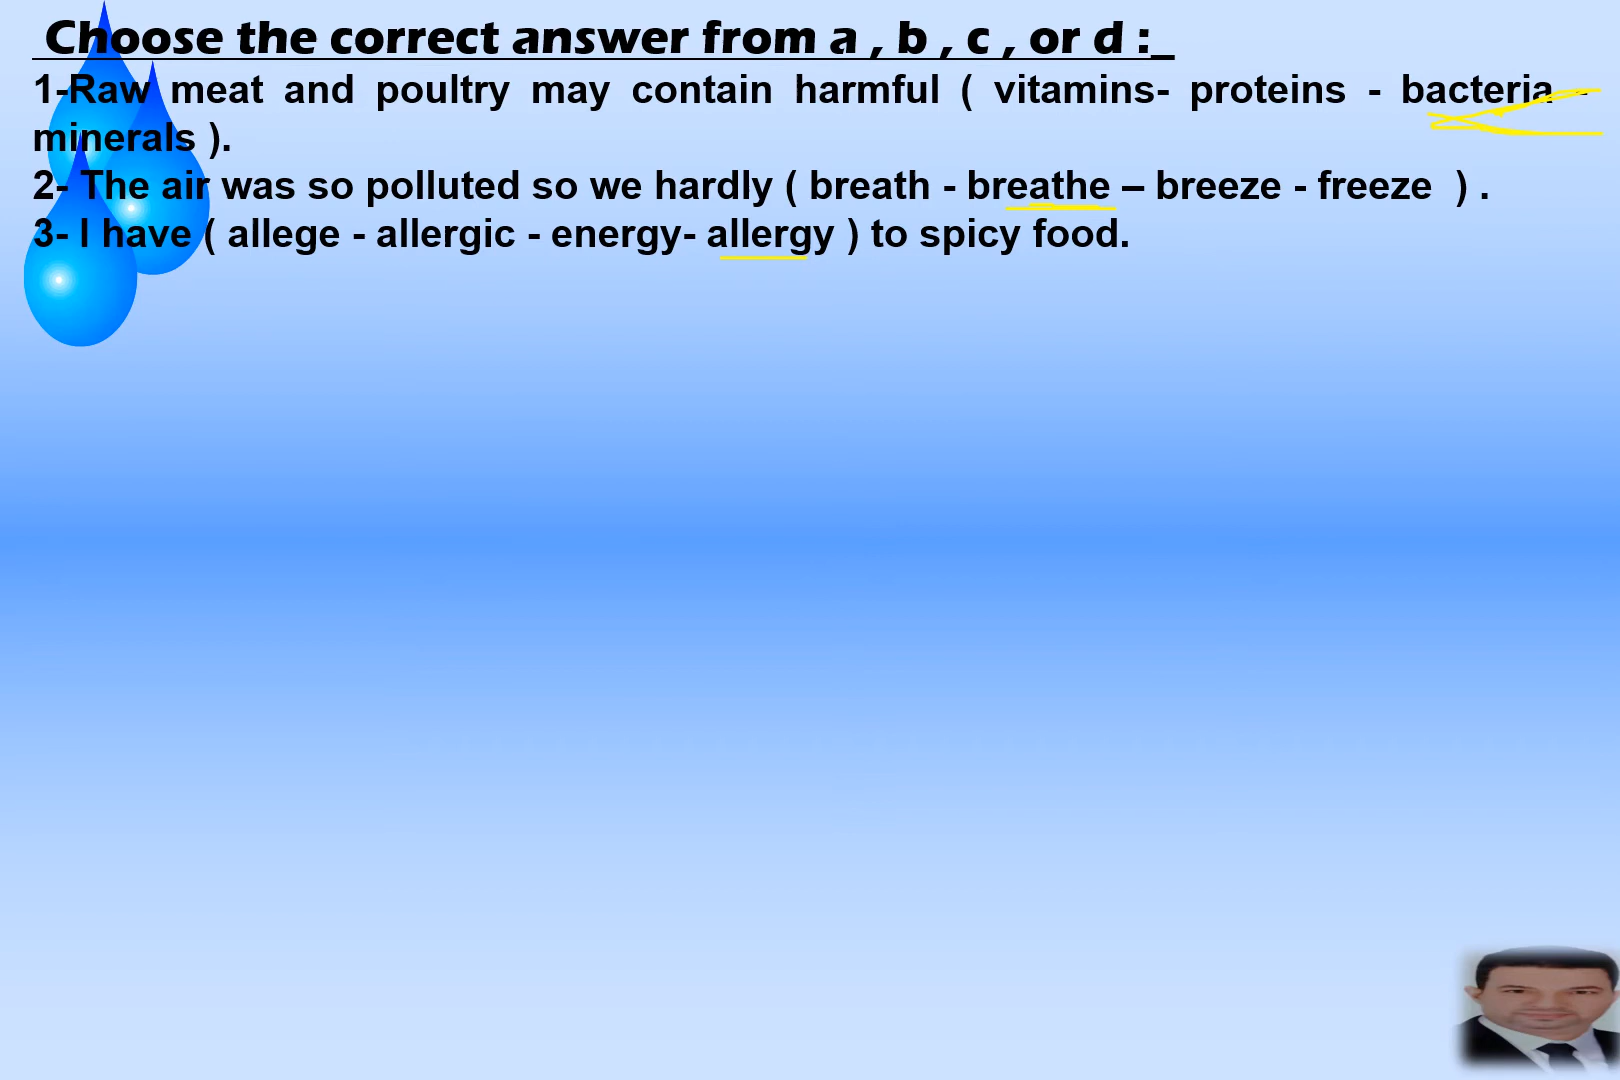 Choose the correct answer from a , b , c , or d :_
1-Raw meat and poultry may contain harmful ( vitamins- proteins - bacteria -
minerals ).
2- The air was so polluted so we hardly ( breath - breathe – breeze - freeze ) .
3- I have ( allege - allergic - energy- allergy ) to spicy food.